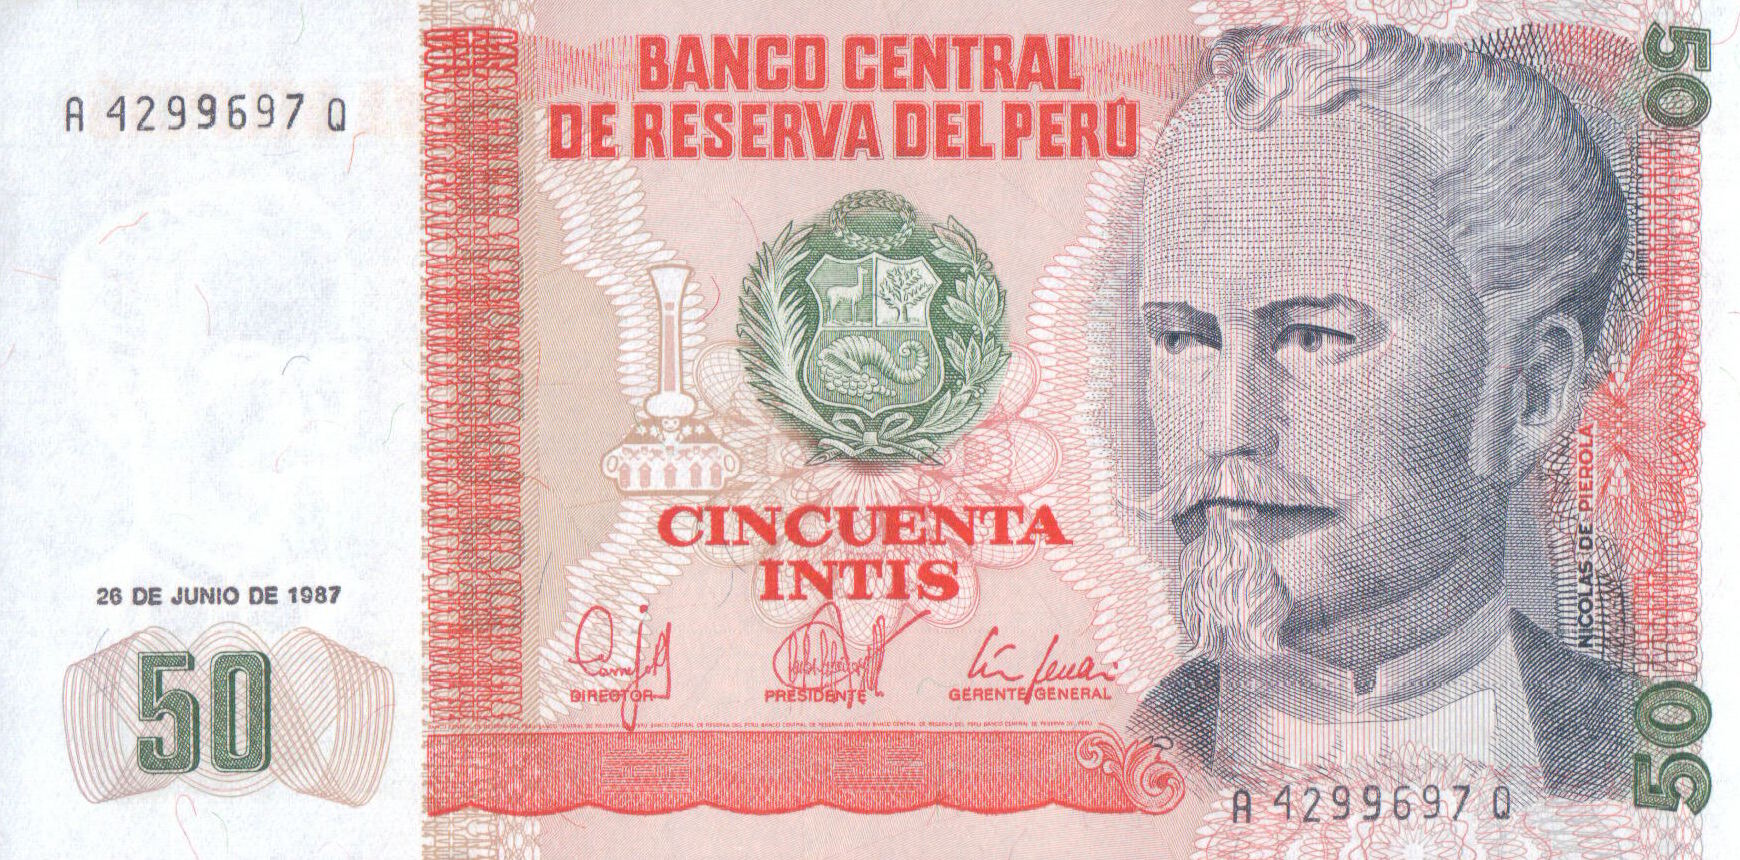 BANCO CENTRAL
DE RESERVA DEL PERÚ
A 4299697 Q
50
CINCUENTA
INTIS
NICOLAS DE PIEROLA
26 DE JUNIO DE 1987
DIRECTOR
PRESIDENTE
GERENTE GENERAL
50
50
A 4299697 Q